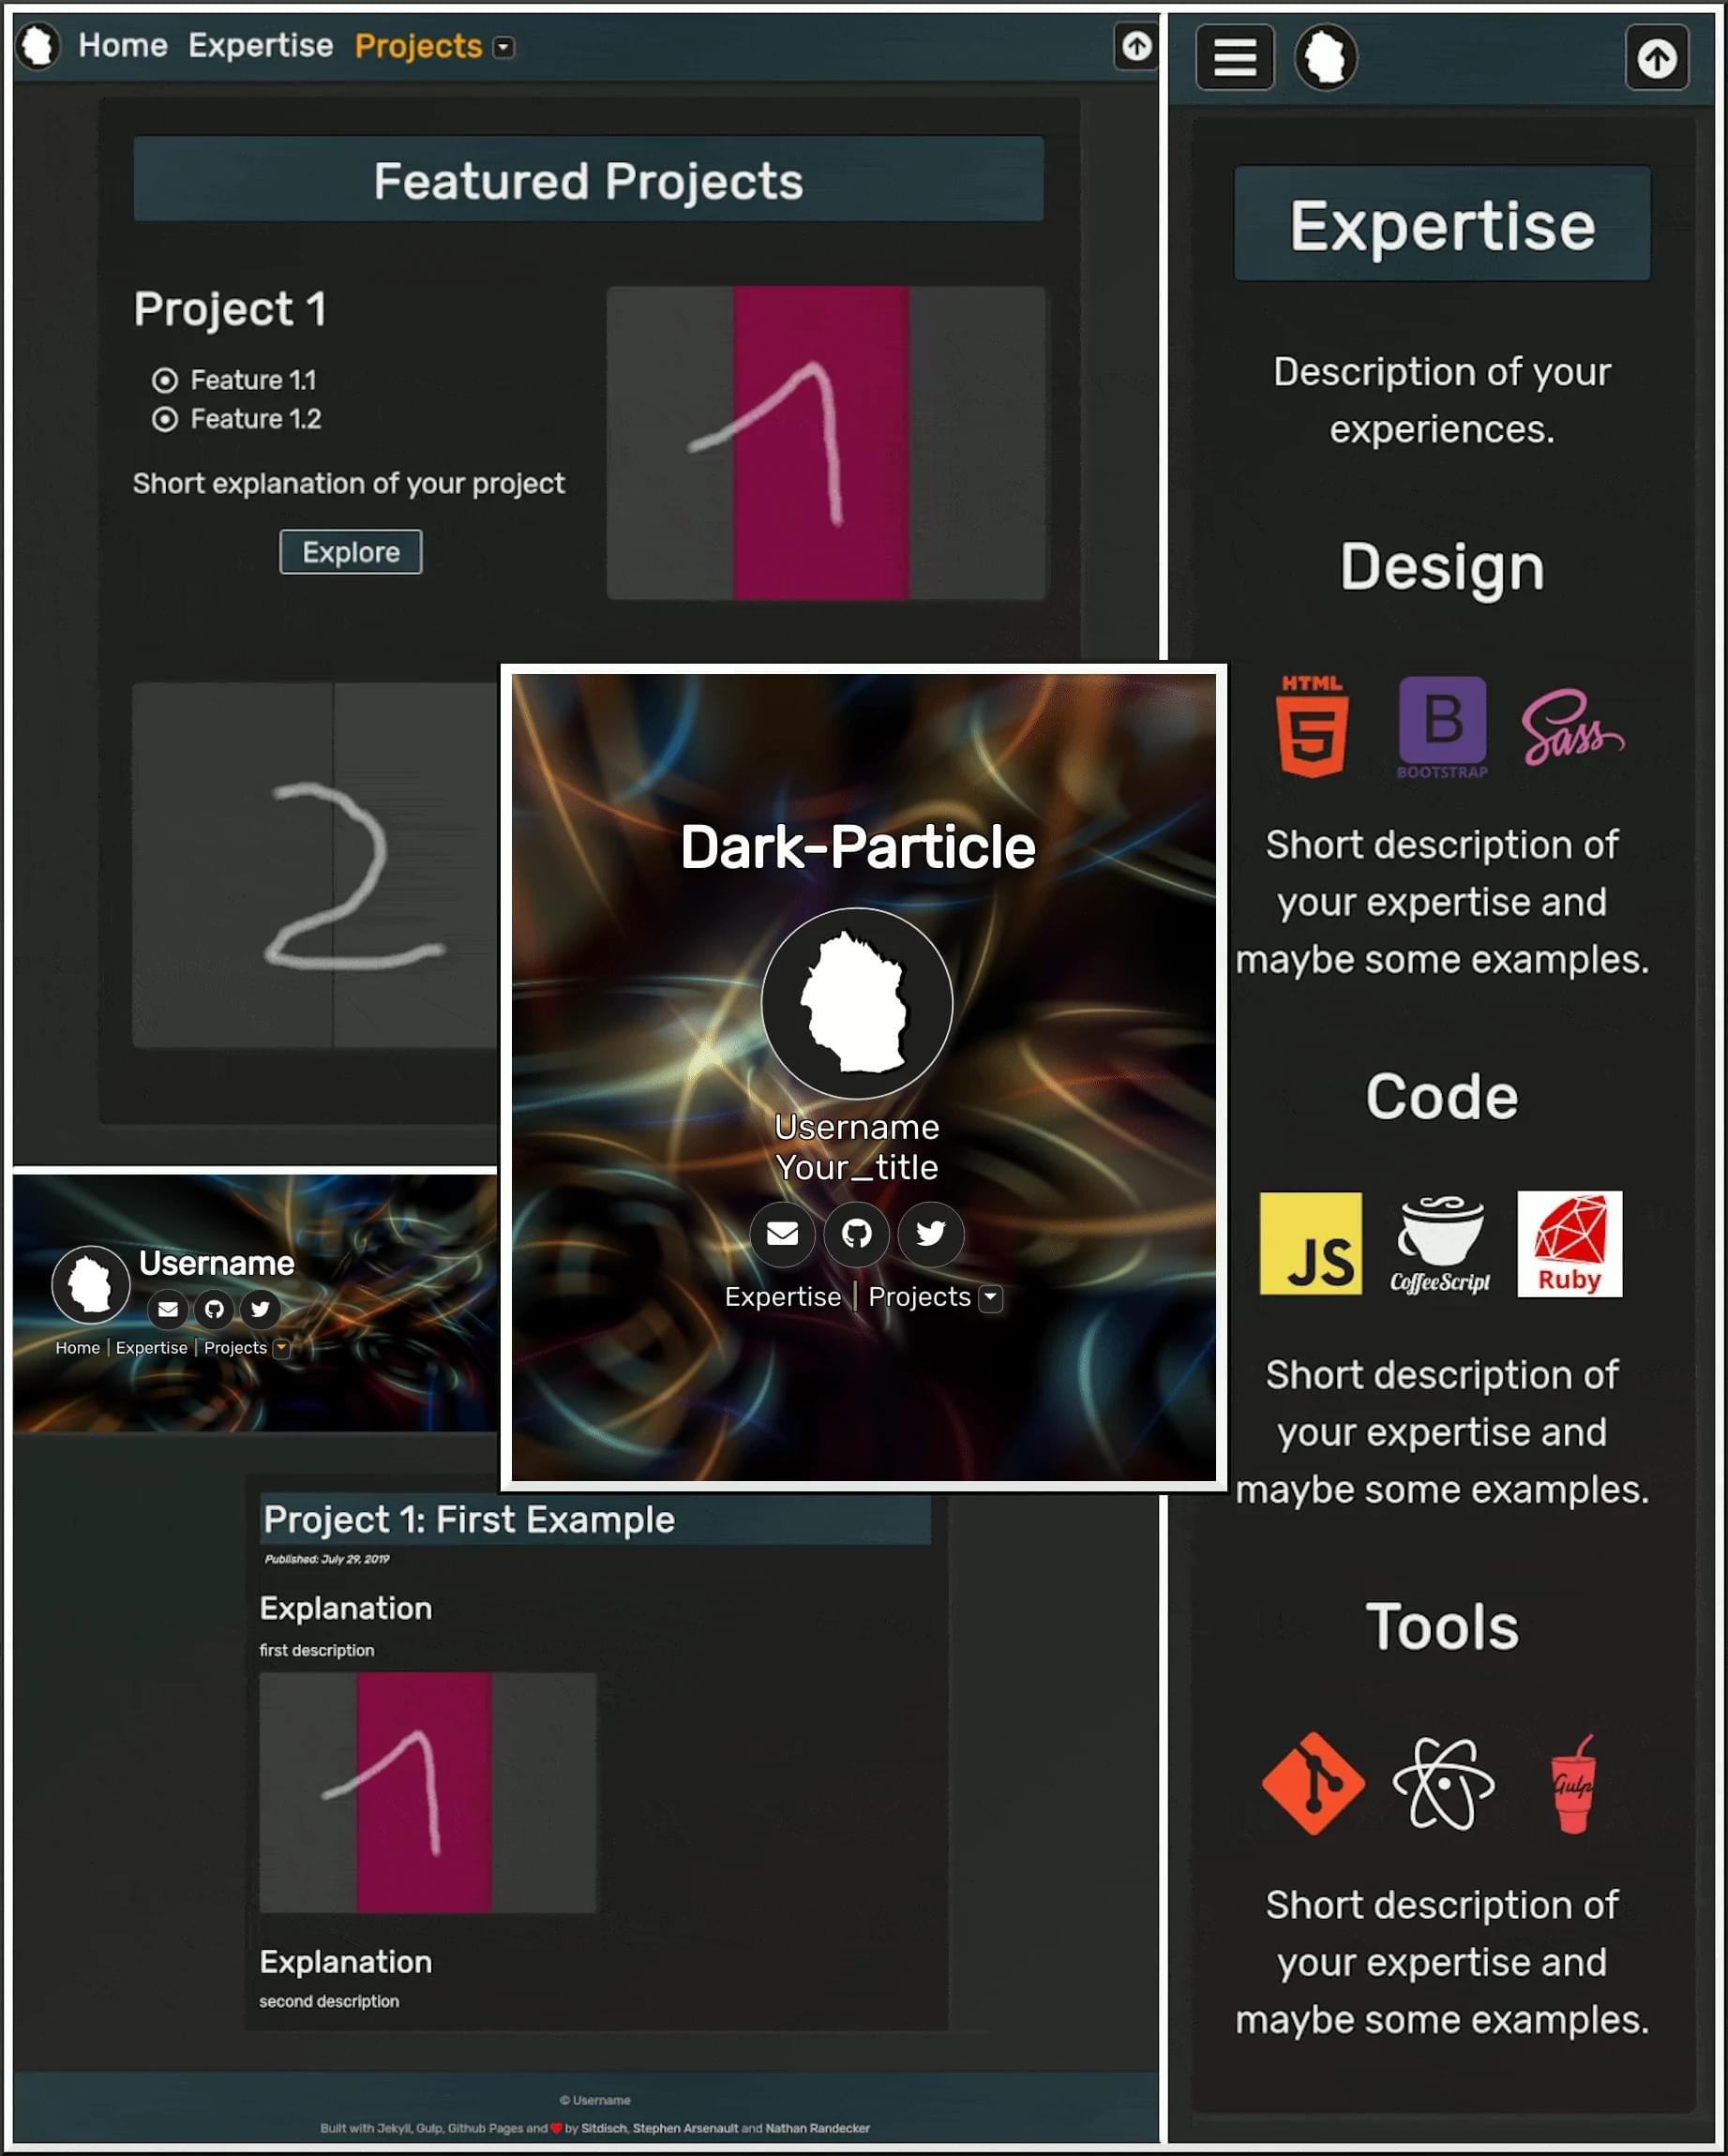 Home Expertise Projects
Featured Projects
Project 1
Feature 1.1
Feature 1.2
Short explanation of your project
Explore
1
2
Username
Home | Expertise | Projects
Project 1: First Example
Published: July 29, 2019
Explanation
first description
1
Explanation
second description
© Username
Built with Jekyll, Gulp, Github Pages and ❤ by Sitdisch, Stephen Arsenault and Nathan Randecker
Dark-Particle
Username
Your_title
Expertise | Projects
Expertise
Description of your
experiences.
Design
HTML 5 B BOOTSTRAP Sass
Short description of
your expertise and
maybe some examples.
Code
JS CoffeeScript Ruby
Short description of
your expertise and
maybe some examples.
Tools
Gulp
Short description of
your expertise and
maybe some examples.